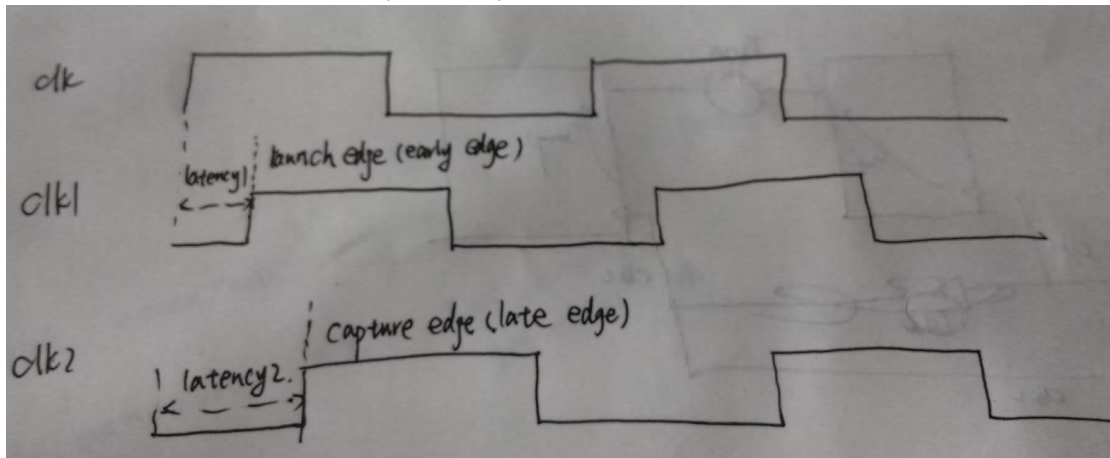 clk
launch edge (early edge)
latency1
clk1
capture edge (late edge)
latency2.
clk2